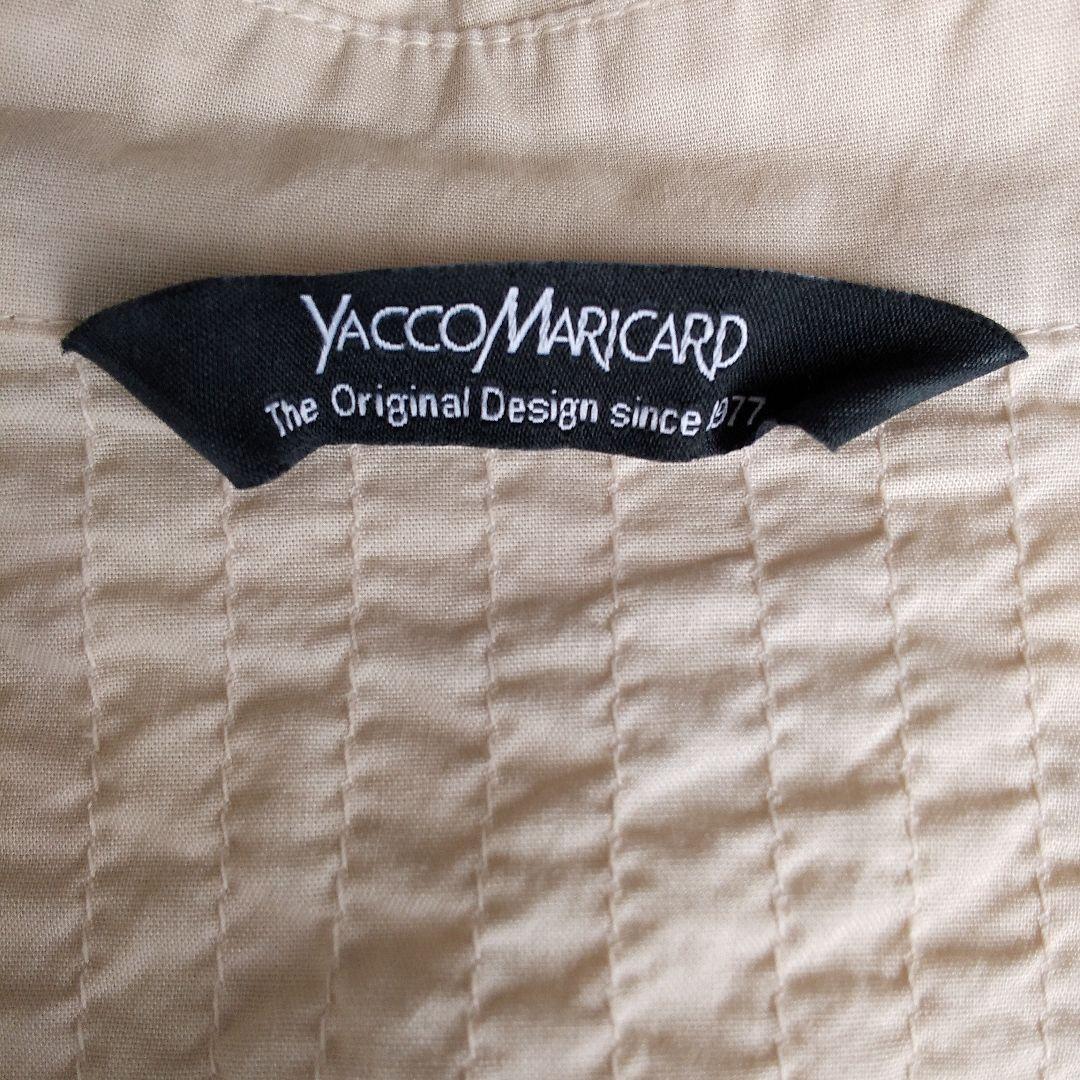 YACCOMARICARD
The Original Design since 1977